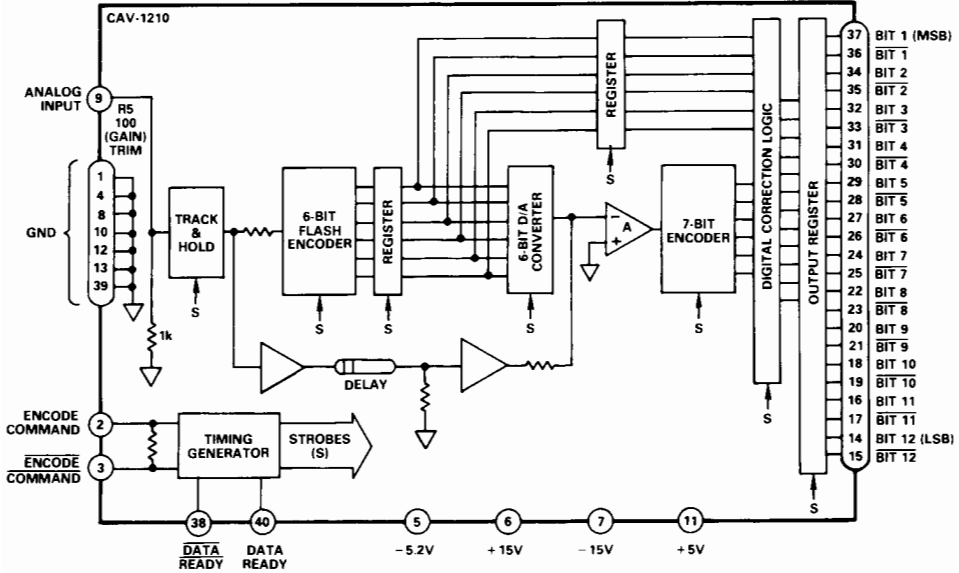 CAV-1210
ANALOG
INPUT
9
R5
100
(GAIN)
TRIM
GND
1
4
8
10
12
13
39
1k
TRACK
&
HOLD
S
6-BIT
FLASH
ENCODER
S
REGISTER
S
6-BIT D/A
CONVERTER
S
REGISTER
S
−
+
A
7-BIT
ENCODER
S
DIGITAL CORRECTION LOGIC
S
OUTPUT REGISTER
S
DELAY
ENCODE
COMMAND
2
ENCODE
COMMAND
3
TIMING
GENERATOR
STROBES
(S)
37 BIT 1 (MSB)
36 BIT 1
34 BIT 2
35 BIT 2
32 BIT 3
33 BIT 3
31 BIT 4
30 BIT 4
29 BIT 5
28 BIT 5
27 BIT 6
26 BIT 6
24 BIT 7
25 BIT 7
22 BIT 8
23 BIT 8
20 BIT 9
21 BIT 9
18 BIT 10
19 BIT 10
16 BIT 11
17 BIT 11
14 BIT 12 (LSB)
15 BIT 12
38
DATA
READY
40
DATA
READY
5
−5.2V
6
+15V
7
−15V
11
+5V